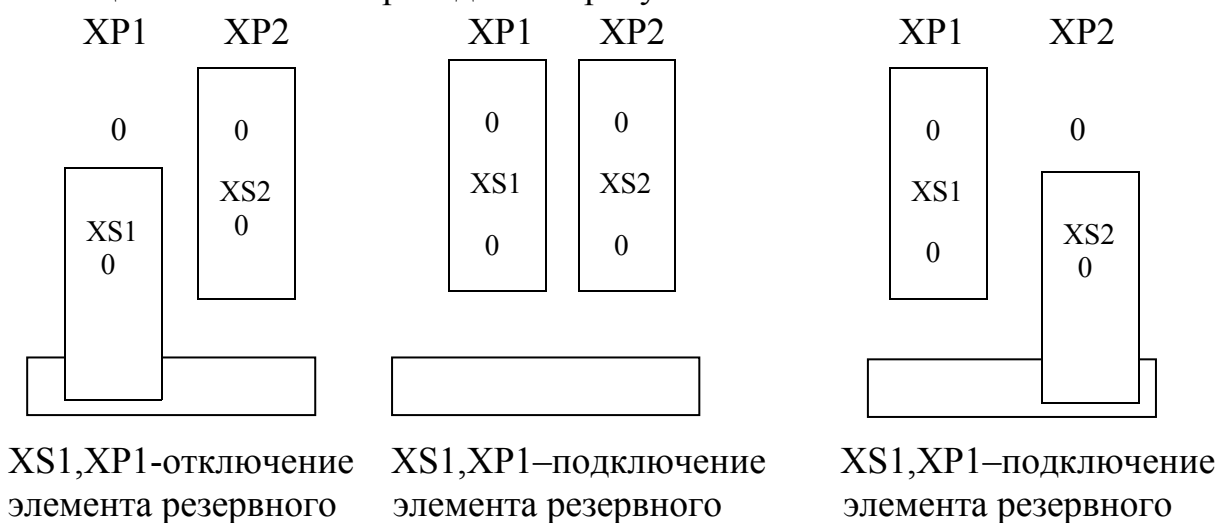 XP1 XP2 XP1 XP2 XP1 XP2
0 0 0 0 0 0
XS1 0 XS2 0 XS1 0 XS2 0 XS1 0 XS2 0
XS1,XP1-отключение XS1,XP1–подключение XS1,XP1–подключение
элемента резервного элемента резервного элемента резервного